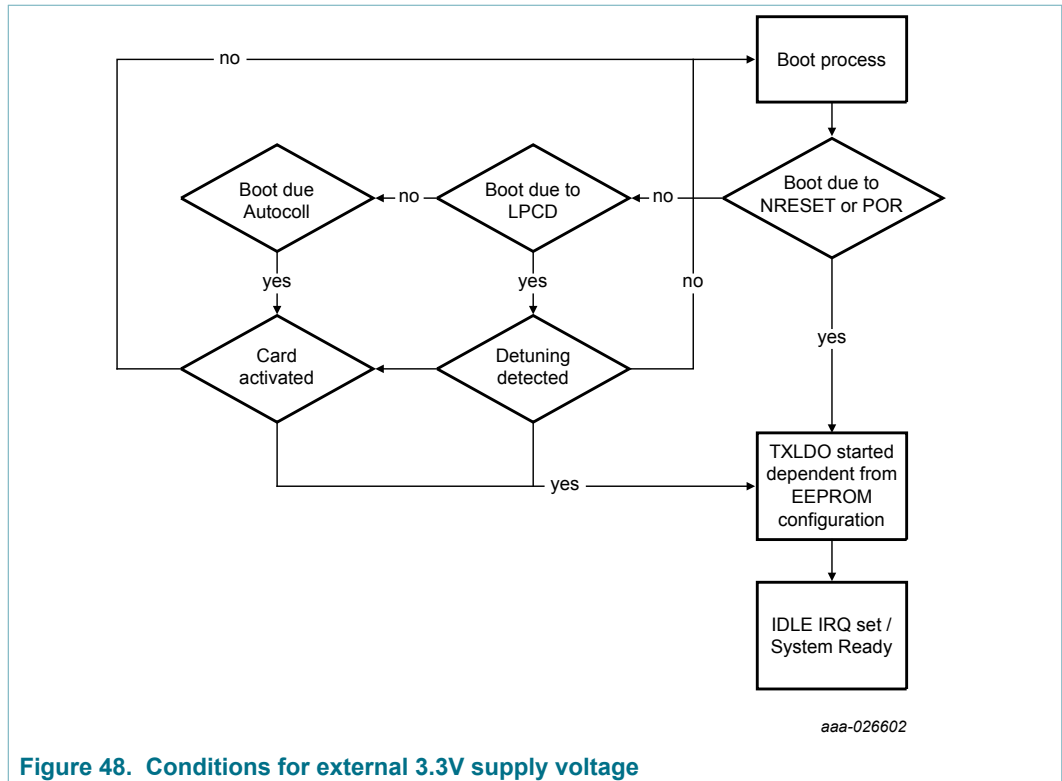 no
Boot process
Boot due
Autocoll
no
Boot due to
LPCD
no
Boot due to
NRESET or POR
yes
yes
no
yes
Card
activated
Detuning
detected
yes
TXLDO started
dependent from
EEPROM
configuration
IDLE IRQ set /
System Ready
aaa-026602
Figure 48. Conditions for external 3.3V supply voltage